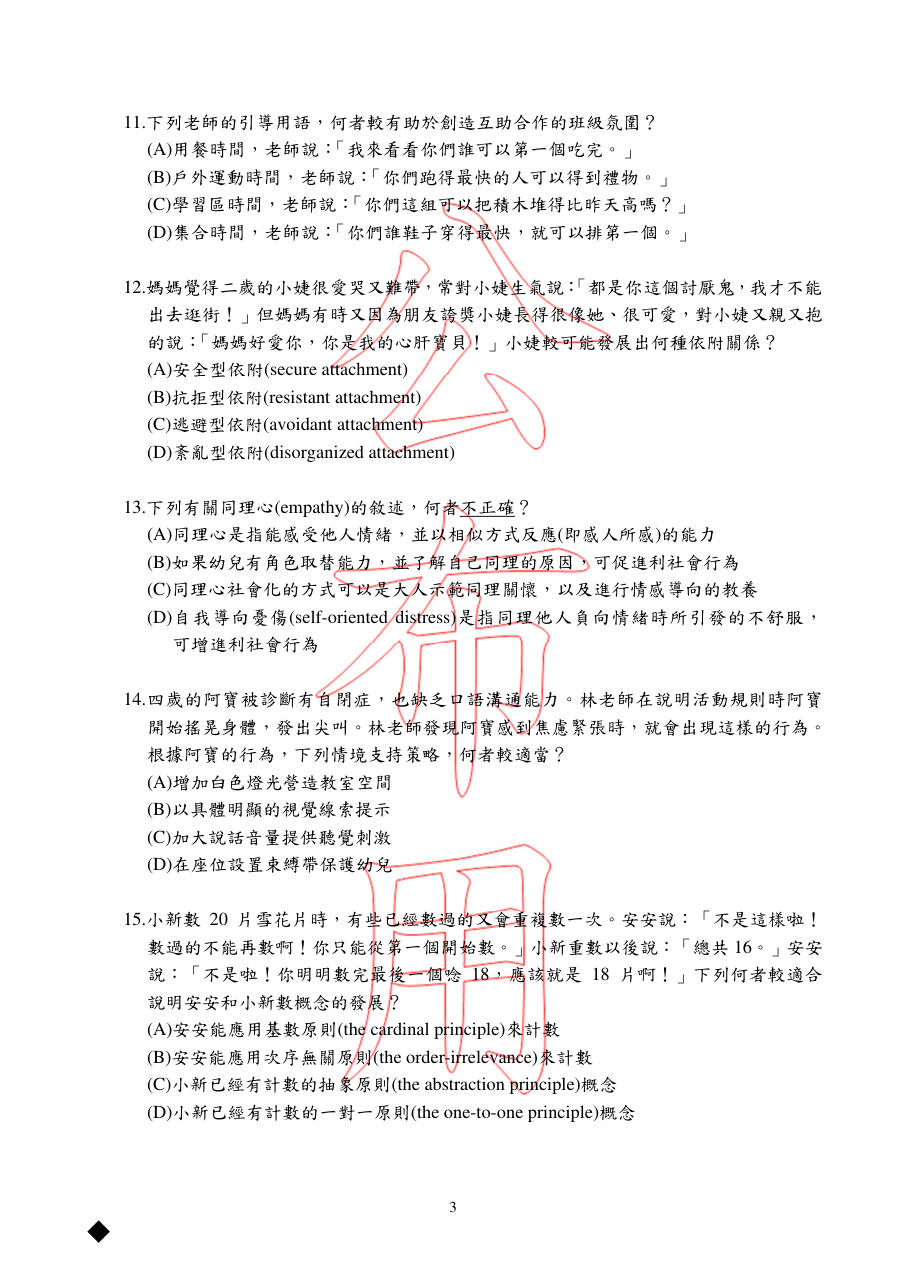 11.下列老師的引導用語，何者較有助於創造互助合作的班級氛圍？
(A)用餐時間，老師說：「我來看看你們誰可以第一個吃完。」
(B)戶外運動時間，老師說：「你們跑得最快的人可以得到禮物。」
(C)學習區時間，老師說：「你們這組可以把積木堆得比昨天高嗎？」
(D)集合時間，老師說：「你們誰鞋子穿得最快，就可以排第一個。」
12.媽媽覺得二歲的小婕很愛哭又難帶，常對小婕生氣說：「都是你這個討厭鬼，我才不能
出去逛街！」但媽媽有時又因為朋友誇獎小婕長得很像她、很可愛，對小婕又親又抱
的說：「媽媽好愛你，你是我的心肝寶貝！」小婕較可能發展出何種依附關係？
(A)安全型依附(secure attachment)
(B)抗拒型依附(resistant attachment)
(C)逃避型依附(avoidant attachment)
(D)紊亂型依附(disorganized attachment)
13.下列有關同理心(empathy)的敘述，何者不正確？
(A)同理心是指能感受他人情緒，並以相似方式反應(即感人所感)的能力
(B)如果幼兒有角色取替能力，並了解自己同理的原因，可促進利社會行為
(C)同理心社會化的方式可以是大人示範同理關懷，以及進行情感導向的教養
(D)自我導向憂傷(self-oriented distress)是指同理他人負向情緒時所引發的不舒服，
可增進利社會行為
14.四歲的阿寶被診斷有自閉症，也缺乏口語溝通能力。林老師在說明活動規則時阿寶
開始搖晃身體，發出尖叫。林老師發現阿寶感到焦慮緊張時，就會出現這樣的行為。
根據阿寶的行為，下列情境支持策略，何者較適當？
(A)增加白色燈光營造教室空間
(B)以具體明顯的視覺線索提示
(C)加大說話音量提供聽覺刺激
(D)在座位設置束縛帶保護幼兒
15.小新數 20 片雪花片時，有些已經數過的又會重複數一次。安安說：「不是這樣啦！
數過的不能再數啊！你只能從第一個開始數。」小新重數以後說：「總共 16。」安安
說：「不是啦！你明明數完最後一個唸 18，應該就是 18 片啊！」下列何者較適合
說明安安和小新數概念的發展？
(A)安安能應用基數原則(the cardinal principle)來計數
(B)安安能應用次序無關原則(the order-irrelevance)來計數
(C)小新已經有計數的抽象原則(the abstraction principle)概念
(D)小新已經有計數的一對一原則(the one-to-one principle)概念
3
公
布
用